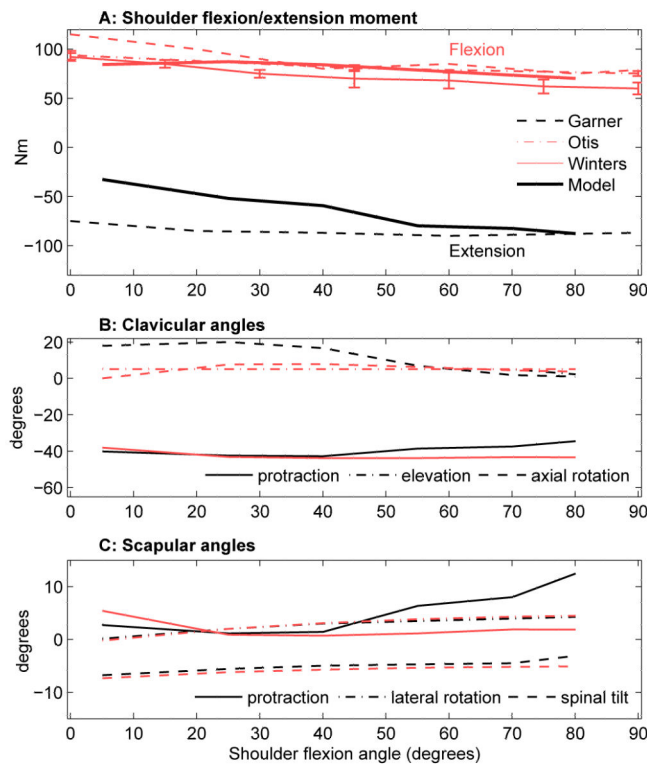 A: Shoulder flexion/extension moment
100
50
0
−50
−100
Nm
Flexion
Garner
Otis
Winters
Model
Extension
0 10 20 30 40 50 60 70 80 90
B: Clavicular angles
20
0
−20
−40
−60
degrees
protraction elevation axial rotation
0 10 20 30 40 50 60 70 80 90
C: Scapular angles
10
0
−10
degrees
protraction lateral rotation spinal tilt
0 10 20 30 40 50 60 70 80 90
Shoulder flexion angle (degrees)